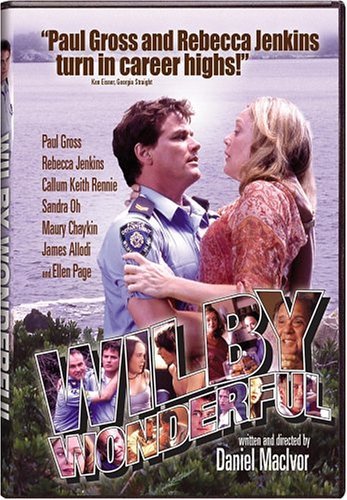 "Paul Gross and Rebecca Jenkins
turn in career highs!"
Ken Eisner, Georgia Straight
Paul Gross
Rebecca Jenkins
Callum Keith Rennie
Sandra Oh
Maury Chaykin
James Allodi
and Ellen Page
WILBY
WONDERFUL
written and directed by
Daniel MacIvor
WILBY WONDERFUL